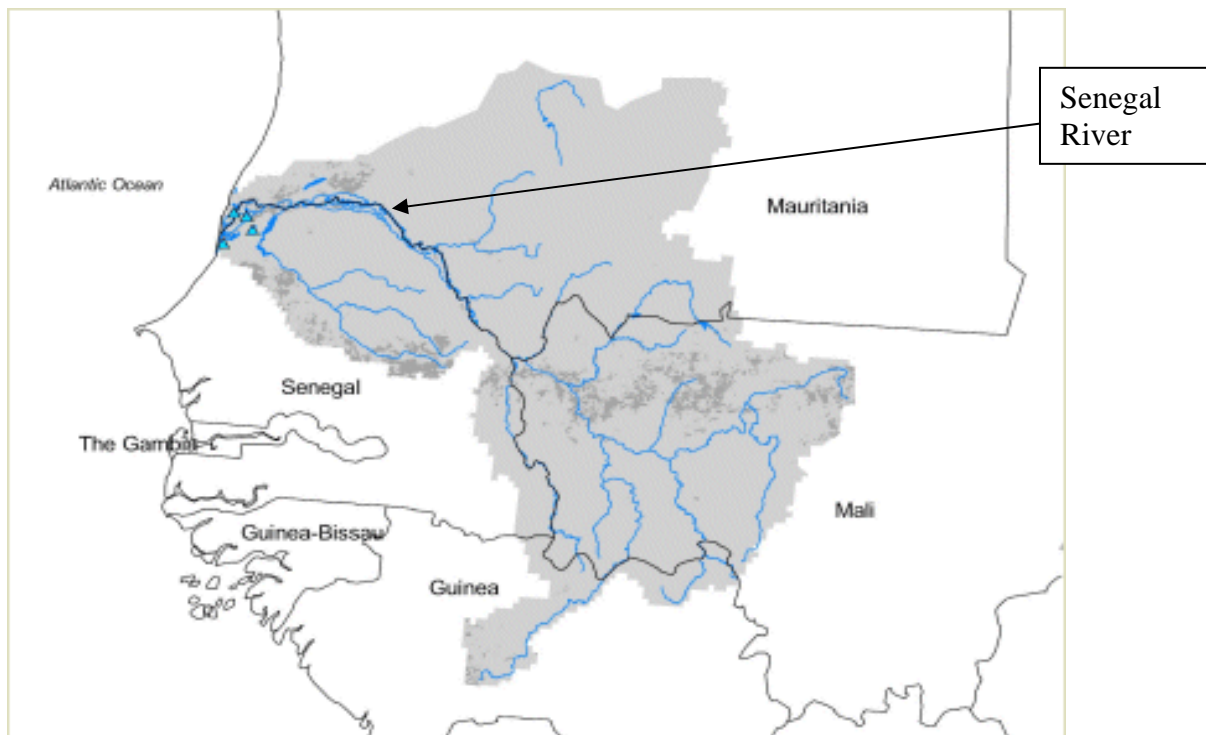 Senegal
River
Atlantic Ocean
Mauritania
Senegal
The Gambia
Mali
Guinea-Bissau
Guinea